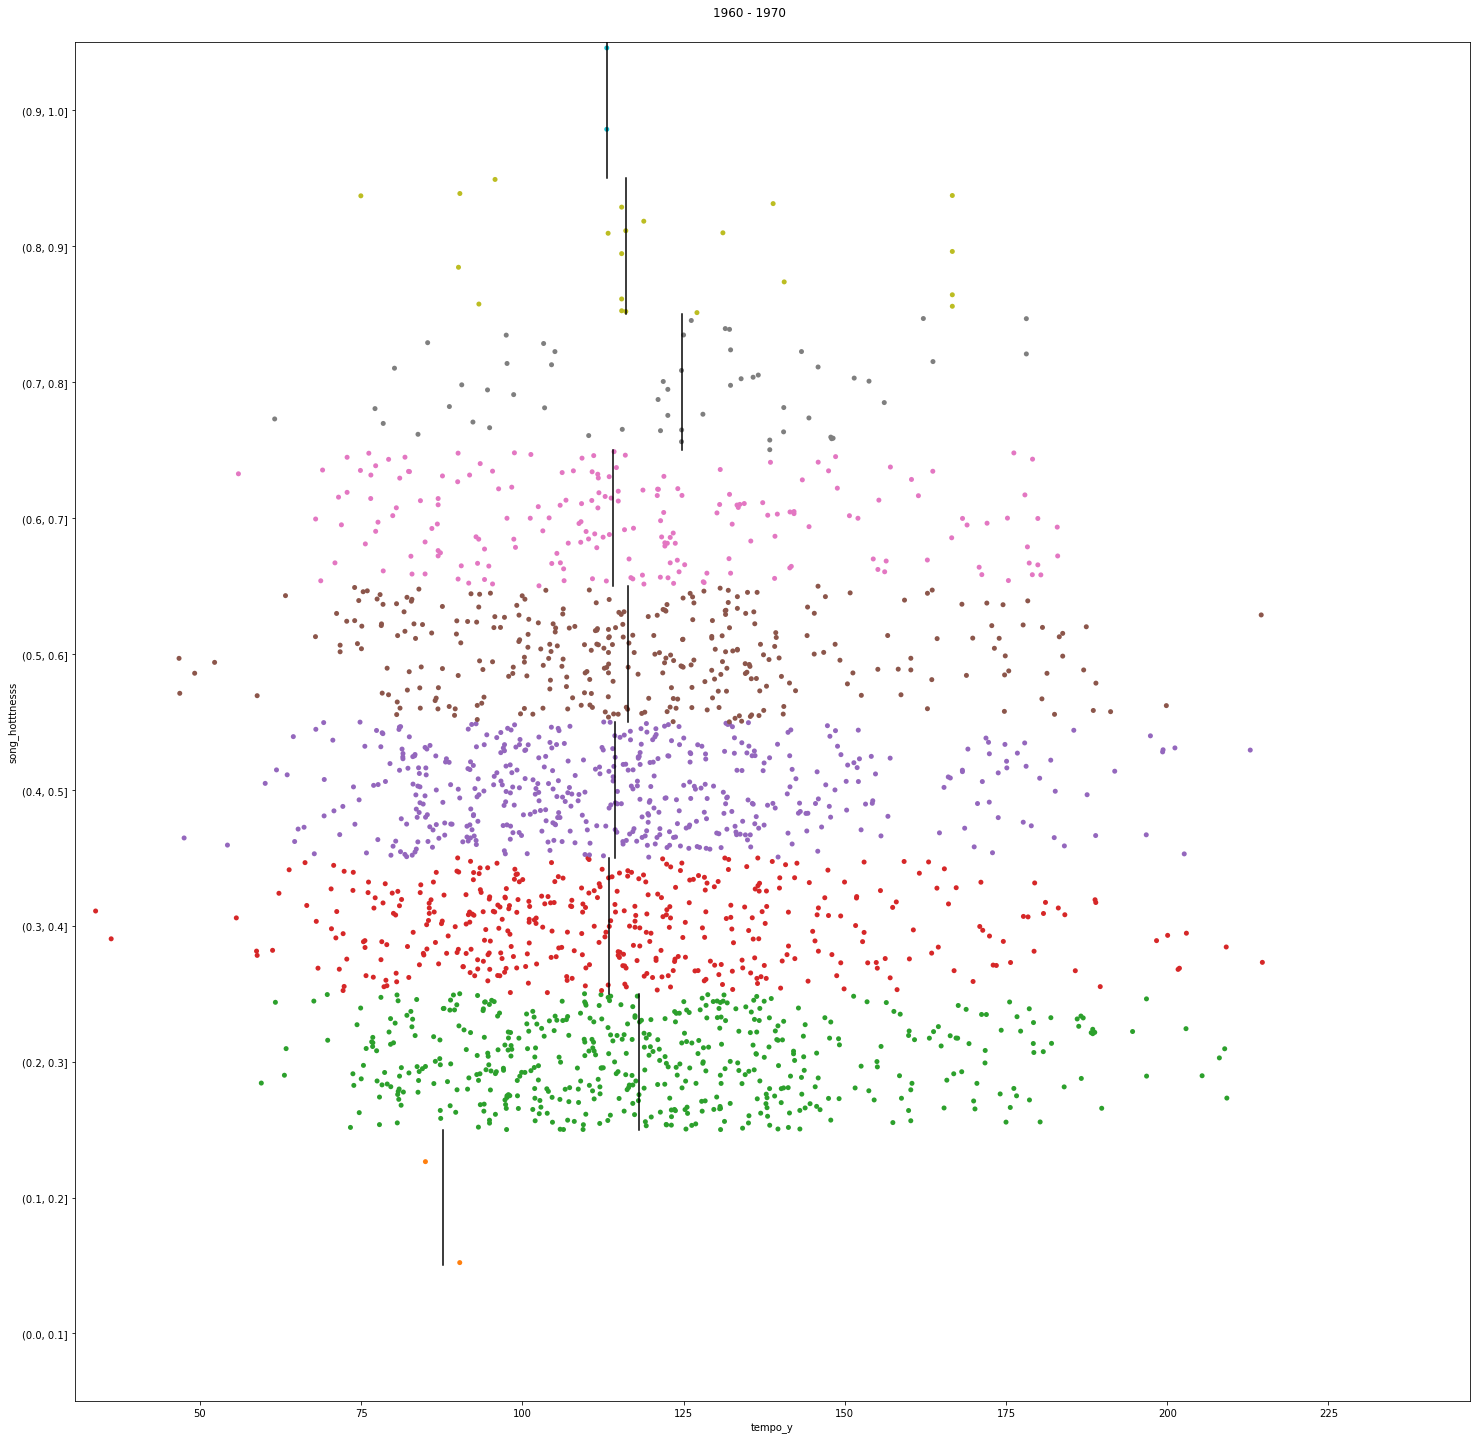 1960 - 1970
(0.9, 1.0]
(0.8, 0.9]
(0.7, 0.8]
(0.6, 0.7]
(0.5, 0.6]
(0.4, 0.5]
(0.3, 0.4]
(0.2, 0.3]
(0.1, 0.2]
(0.0, 0.1]
song_hotttnesss
50 75 100 125 150 175 200 225
tempo_y